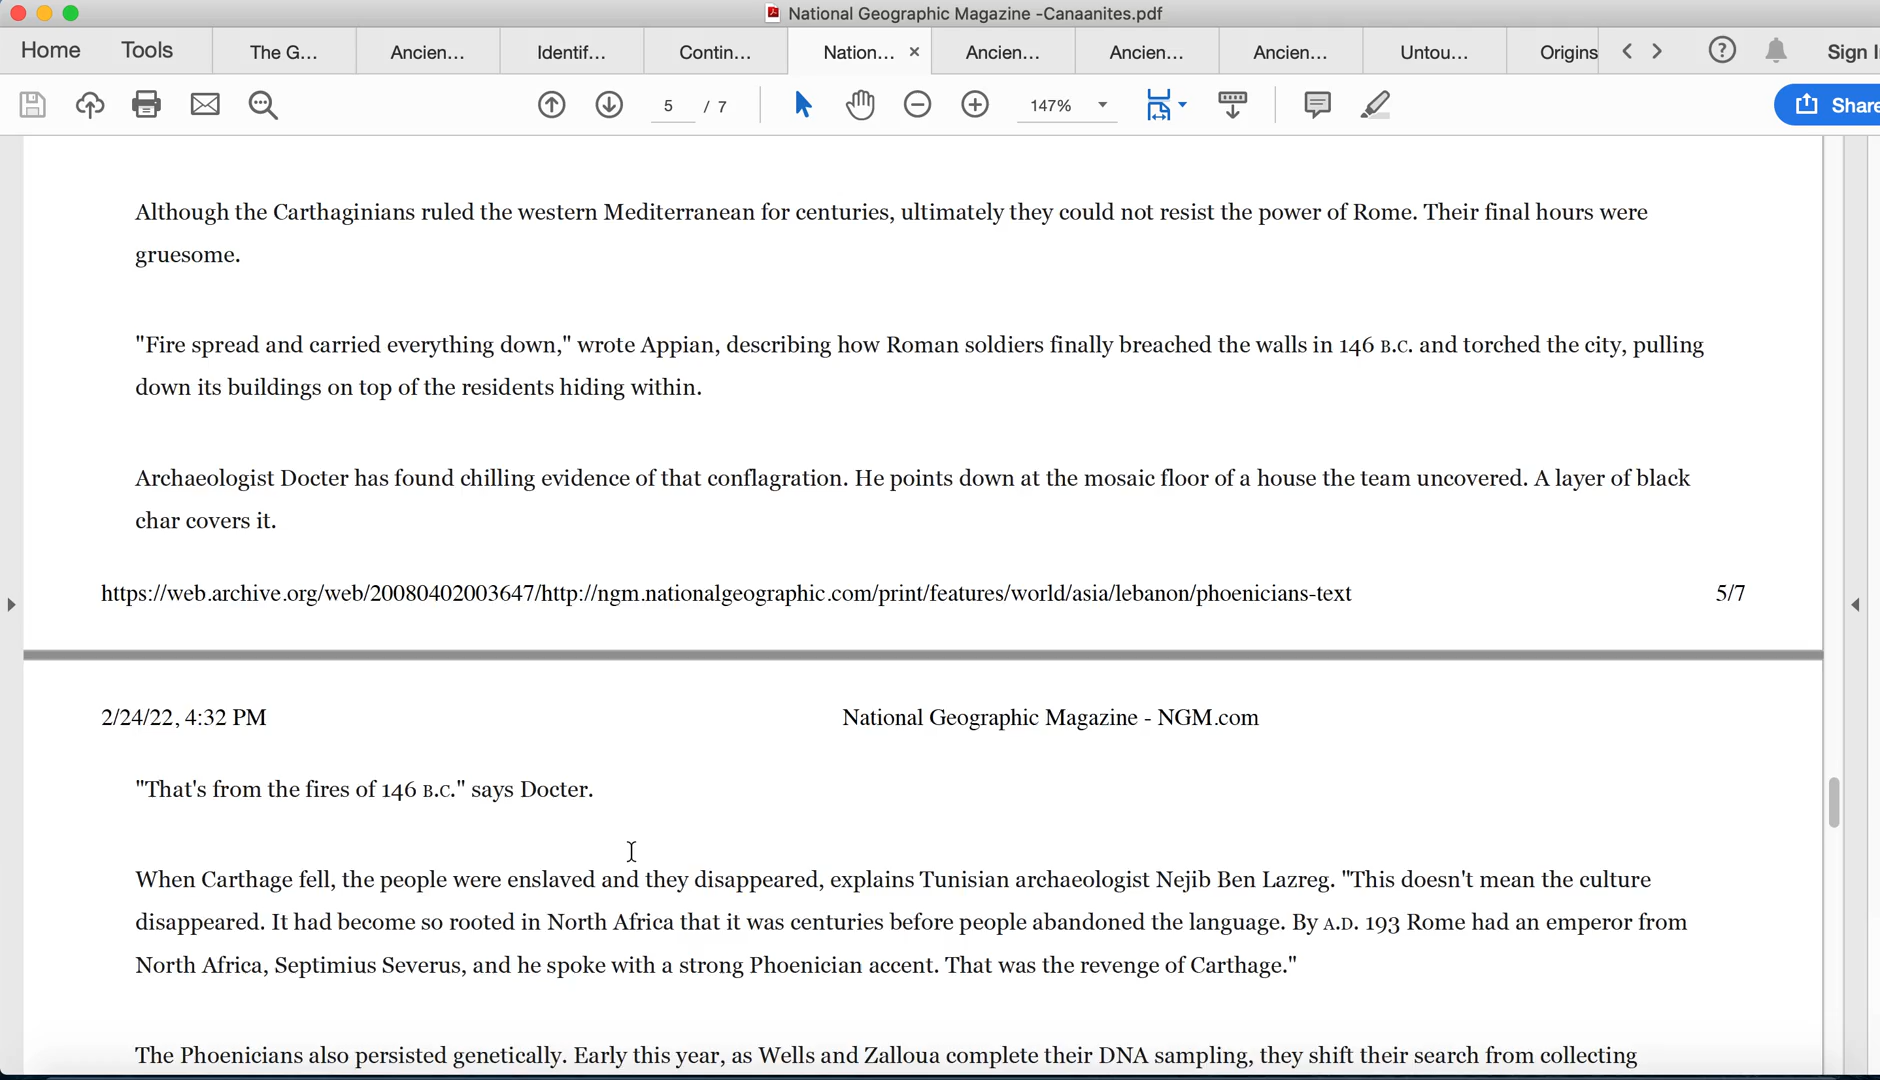 National Geographic Magazine -Canaanites.pdf
Home Tools The G... Ancien... Identif... Contin... Nation... × Ancien... Ancien... Ancien... Untou... Origins Sign I
5 / 7 147% Share
Although the Carthaginians ruled the western Mediterranean for centuries, ultimately they could not resist the power of Rome. Their final hours were
gruesome.
"Fire spread and carried everything down," wrote Appian, describing how Roman soldiers finally breached the walls in 146 B.C. and torched the city, pulling
down its buildings on top of the residents hiding within.
Archaeologist Docter has found chilling evidence of that conflagration. He points down at the mosaic floor of a house the team uncovered. A layer of black
char covers it.
https://web.archive.org/web/20080402003647/http://ngm.nationalgeographic.com/print/features/world/asia/lebanon/phoenicians-text 5/7
2/24/22, 4:32 PM National Geographic Magazine - NGM.com
"That's from the fires of 146 B.C." says Docter.
When Carthage fell, the people were enslaved and they disappeared, explains Tunisian archaeologist Nejib Ben Lazreg. "This doesn't mean the culture
disappeared. It had become so rooted in North Africa that it was centuries before people abandoned the language. By A.D. 193 Rome had an emperor from
North Africa, Septimius Severus, and he spoke with a strong Phoenician accent. That was the revenge of Carthage."
The Phoenicians also persisted genetically. Early this year, as Wells and Zalloua complete their DNA sampling, they shift their search from collecting